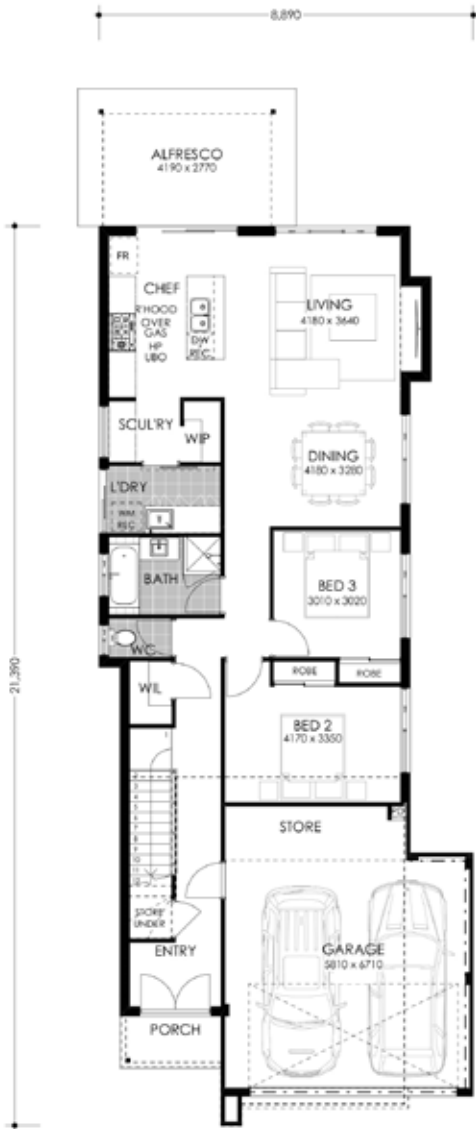 8,890
ALFRESCO
4190 x 2770
FR
CHEF
R'HOOD
OVER
GAS
HP
UBO
DW
REC
LIVING
4180 x 3640
SCUL'RY
WIP
DINING
4180 x 3280
L'DRY
WM
REC
BATH
BED 3
3010 x 3020
WC
ROBE
ROBE
WIL
BED 2
4170 x 3350
21,390
STORE
STORE
UNDER
ENTRY
GARAGE
5810 x 6710
PORCH